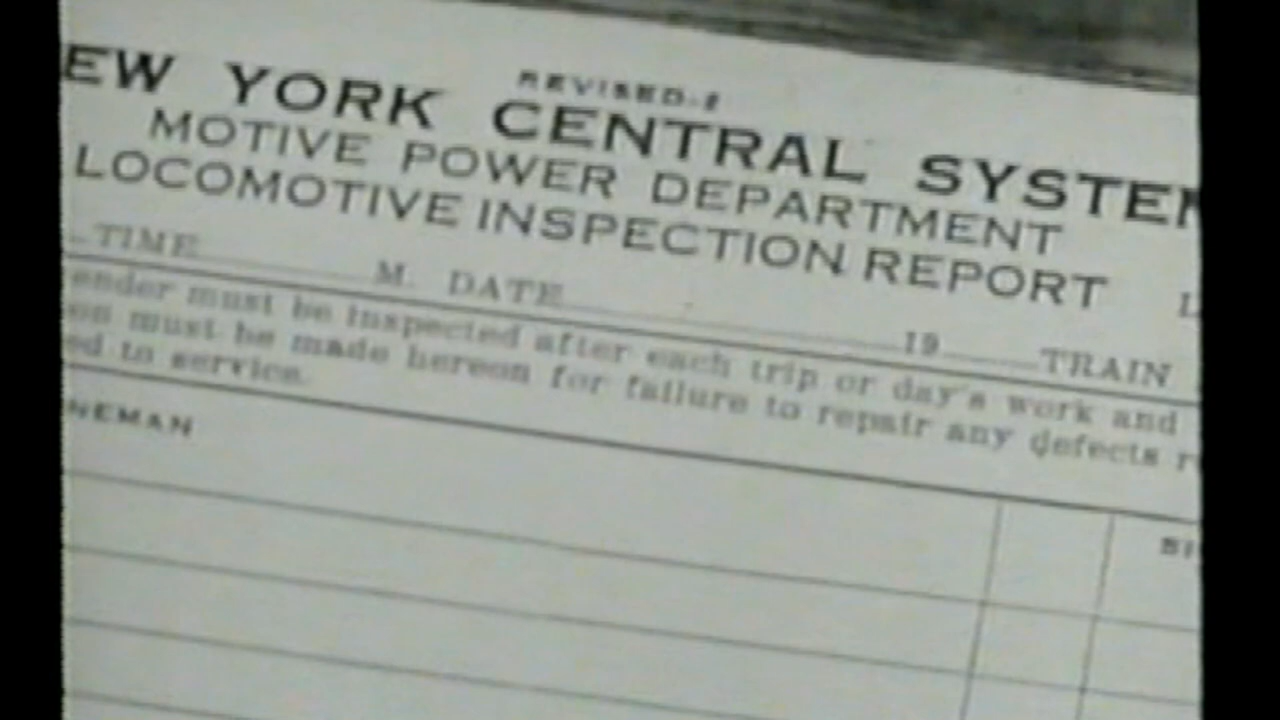 REVISED-2
EW YORK CENTRAL SYSTEM
MOTIVE POWER DEPARTMENT
LOCOMOTIVE INSPECTION REPORT
TIME M. DATE 19 TRAIN
ender must be inspected after each trip or day's work and
on must be made hereon for failure to repair any defects r
ed to service.
NEMAN